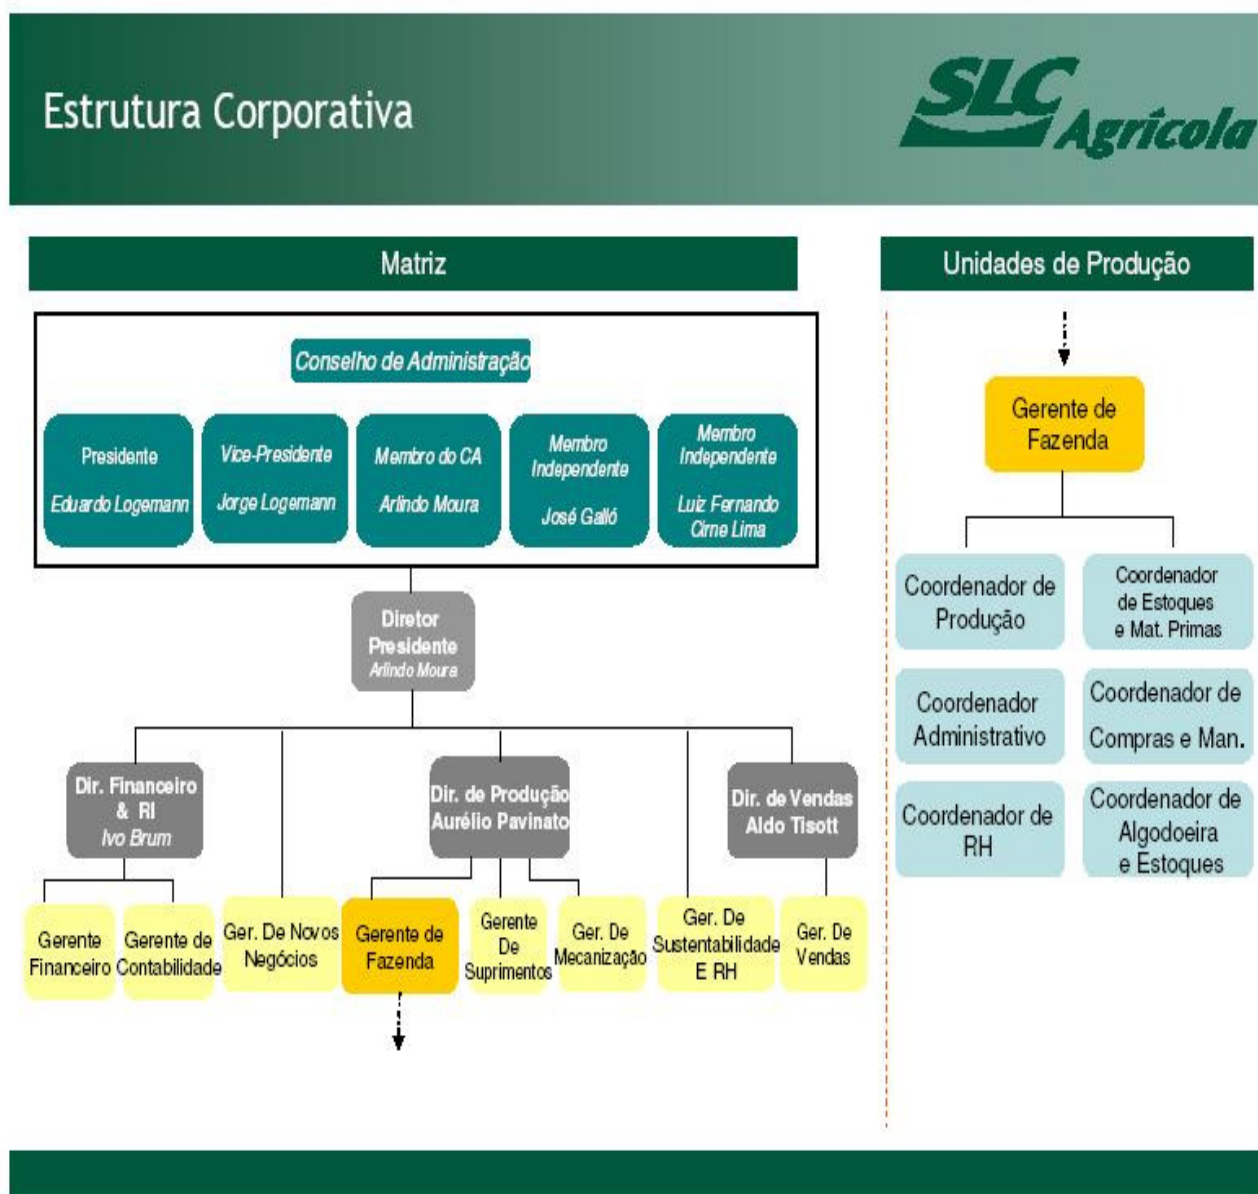 Estrutura Corporativa
SLC
Agrícola
Matriz
Conselho de Administração
Presidente
Eduardo Logemann
Vice-Presidente
Jorge Logemann
Membro do CA
Arlindo Moura
Membro
Independente
José Galló
Membro
Independente
Luiz Fernando
Cirne Lima
Diretor
Presidente
Arlindo Moura
Dir. Financeiro
& RI
Ivo Brum
Dir. de Produção
Aurélio Pavinato
Dir. de Vendas
Aldo Tisott
Gerente
Financeiro
Gerente de
Contabilidade
Ger. De Novos
Negócios
Gerente de
Fazenda
Gerente
De
Suprimentos
Ger. De
Mecanização
Ger. De
Sustentabilidade
E RH
Ger. De
Vendas
Unidades de Produção
Gerente de
Fazenda
Coordenador de
Produção
Coordenador
de Estoques
e Mat. Primas
Coordenador
Administrativo
Coordenador de
Compras e Man.
Coordenador de
RH
Coordenador de
Algodoeira
e Estoques